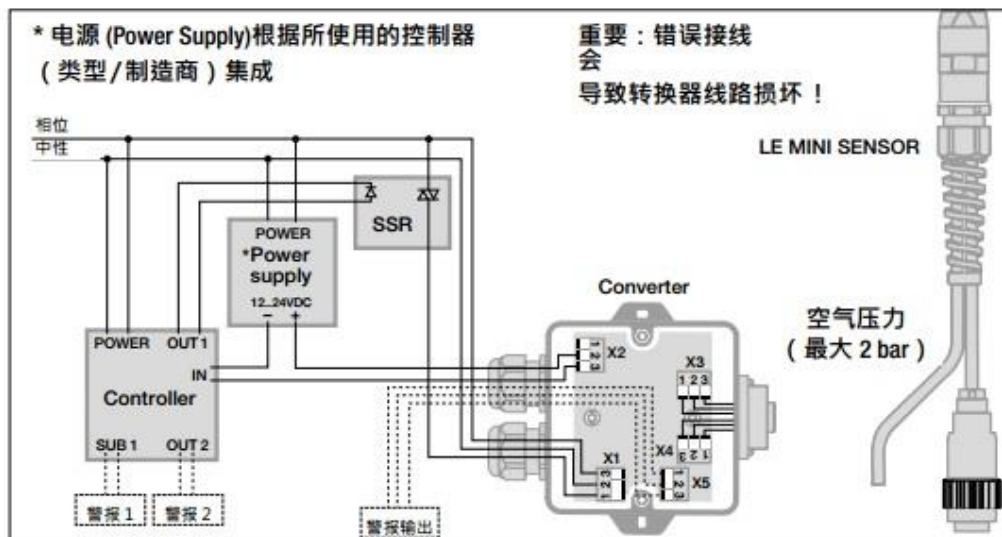 * 电源 (Power Supply)根据所使用的控制器
(类型/制造商)集成
重要：错误接线
会
导致转换器线路损坏！
相位
中性
LE MINI SENSOR
SSR
POWER
*Power
supply
12...24VDC
- +
Converter
空气压力
(最大 2 bar)
POWER OUT 1
IN
Controller
SUB 1 OUT 2
1
2
3
X2
X3
1 2 3
X4
3 2 1
X1
3
2
1
1
2
3
X5
警报 1
警报 2
警报输出